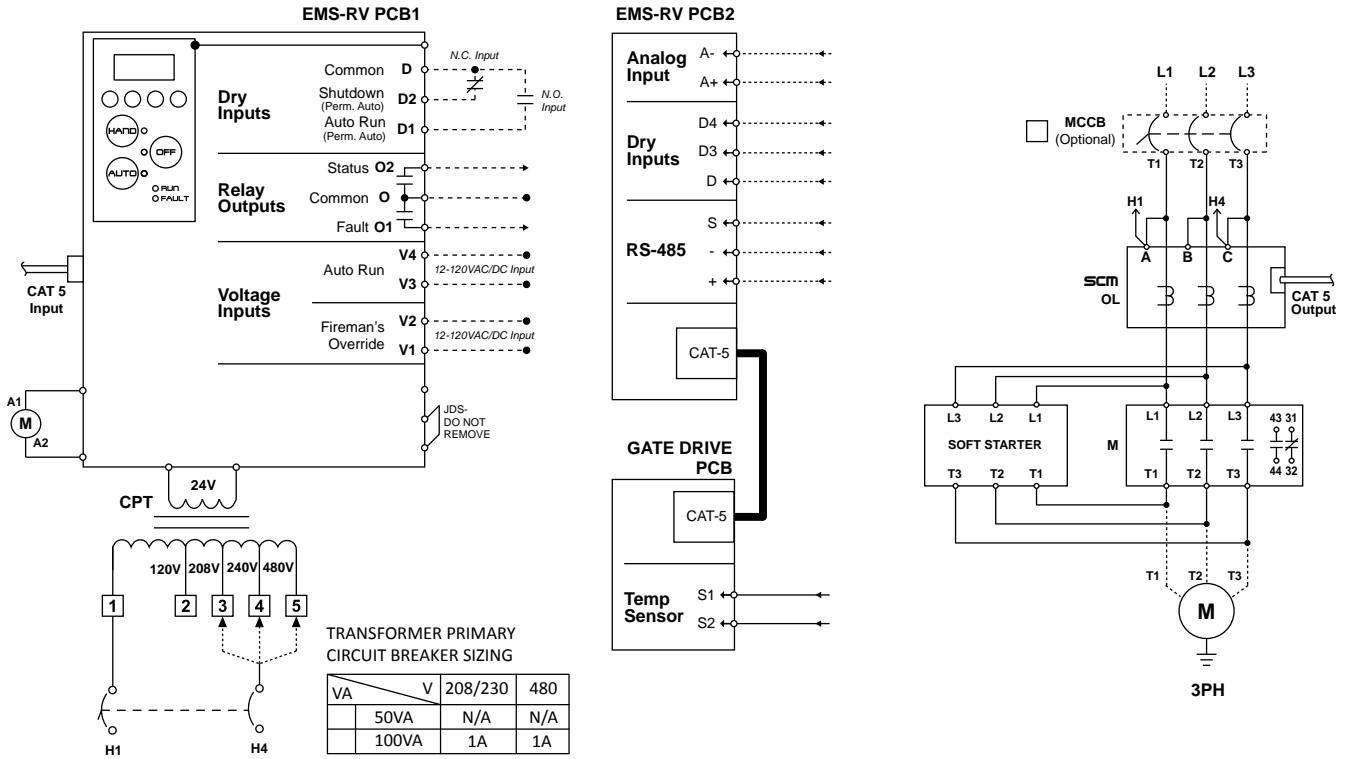 EMS-RV PCB1
HAND
OFF
AUTO
RUN
FAULT
Dry
Inputs
Common D
Shutdown D2
(Perm. Auto)
Auto Run D1
(Perm. Auto)
N.C. Input
N.O.
Input
Relay
Outputs
Status O2
Common O
Fault O1
Voltage
Inputs
V4
Auto Run
12-120VAC/DC Input
V3
V2
Fireman's
Override
12-120VAC/DC Input
V1
CAT 5
Input
A1
M
A2
JDS-
DO NOT
REMOVE
24V
CPT
120V 208V 240V 480V
1 2 3 4 5
H1 H4
TRANSFORMER PRIMARY
CIRCUIT BREAKER SIZING
VA V 208/230 480
50VA N/A N/A
100VA 1A 1A
EMS-RV PCB2
Analog
Input
A-
A+
Dry
Inputs
D4
D3
D
RS-485
S
-
+
CAT-5
GATE DRIVE
PCB
CAT-5
Temp
Sensor
S1
S2
L1 L2 L3
MCCB
(Optional)
T1 T2 T3
H1 H4
A B C
SCM
OL
CAT 5
Output
L3 L2 L1
SOFT STARTER
T3 T2 T1
M
L1 L2 L3
43 31
44 32
T1 T2 T3
T1 T2 T3
M
3PH